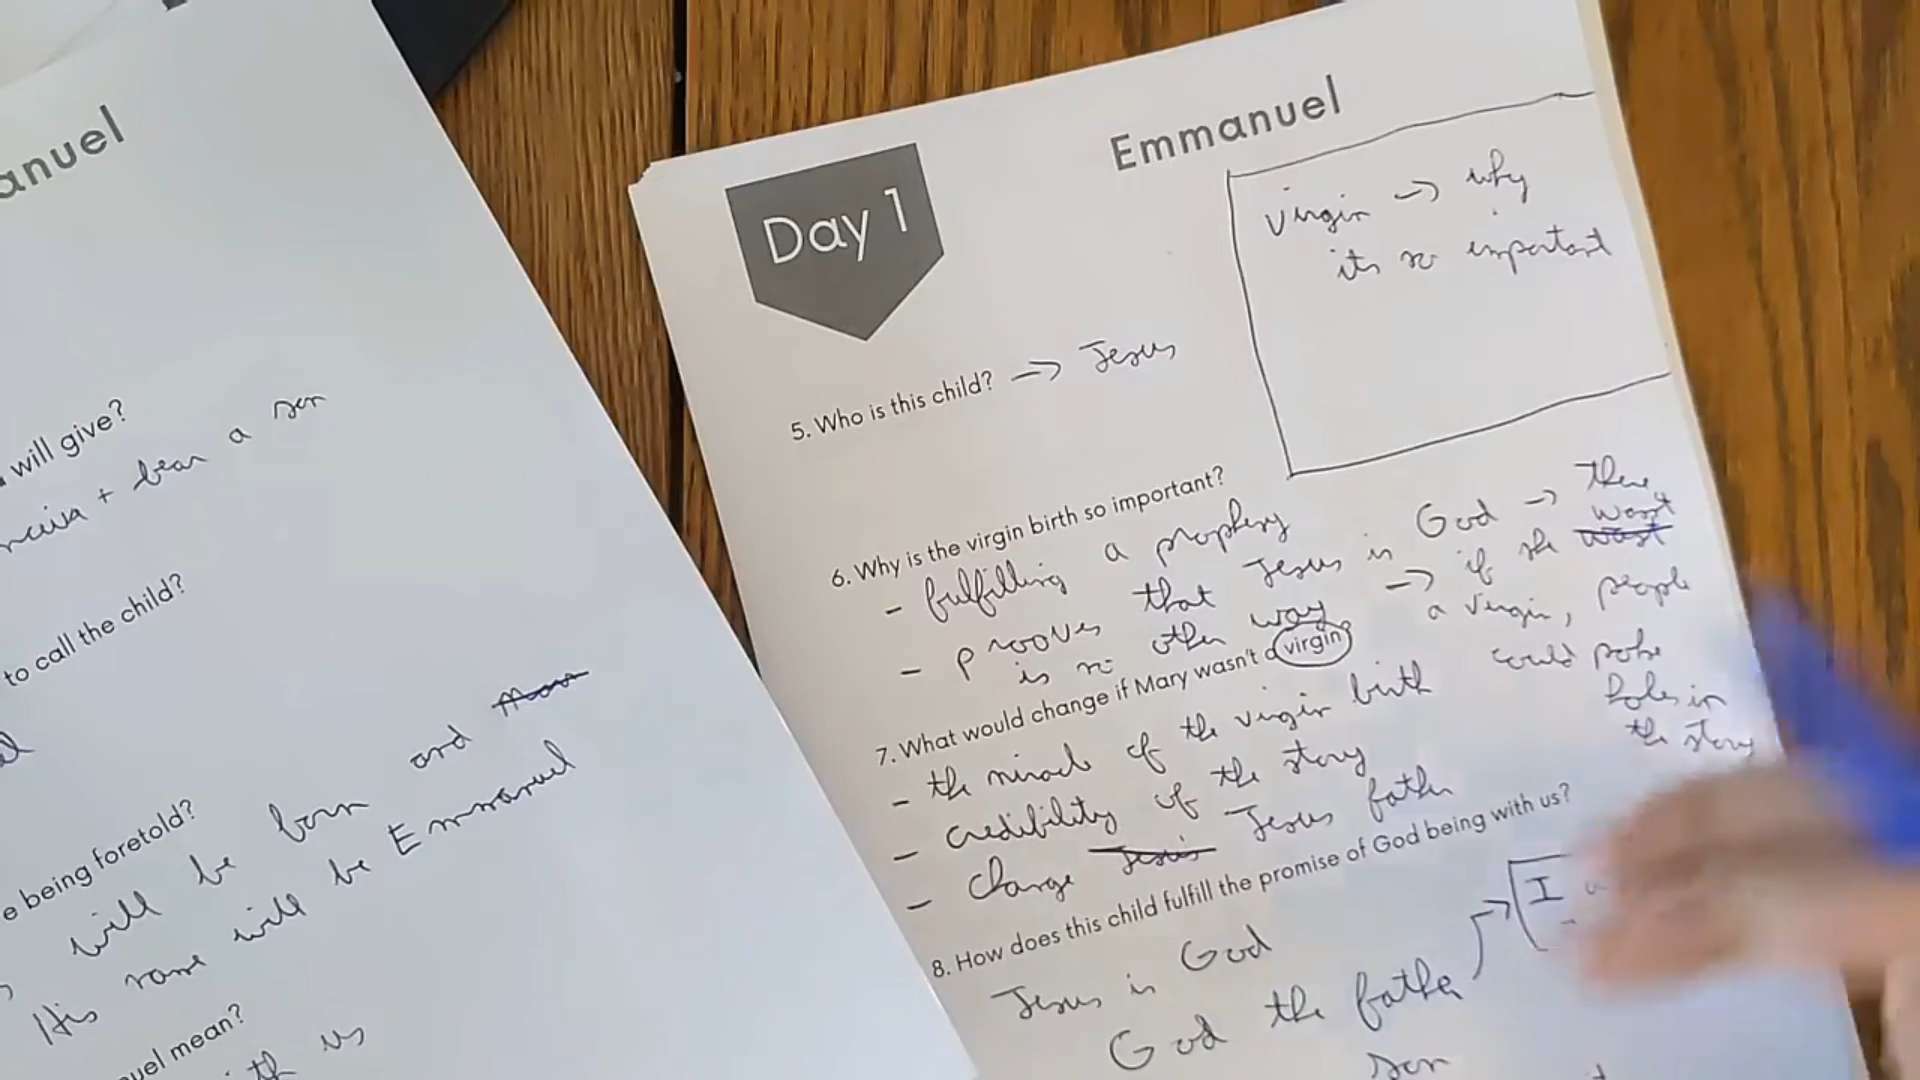 anuel
will give?
+ bear a son
to call the child?
e being foretold?
will be born and
His name will be Emmanuel
uel mean?
us
Emmanuel
Day 1
virgin → why
its so important
5. Who is this child? → Jesus
6. Why is the virgin birth so important?
- fulfilling a prophesy
- prooves that Jesus is God → there
is no other way → if she wasnt
a virgin, people
could poke
holes in
the story
7. What would change if Mary wasn't a virgin
- the miracle of the virgin birth
- credibility of the story
- change Jesus father
8. How does this child fulfill the promise of God being with us?
Jesus is God
God the father → I
son